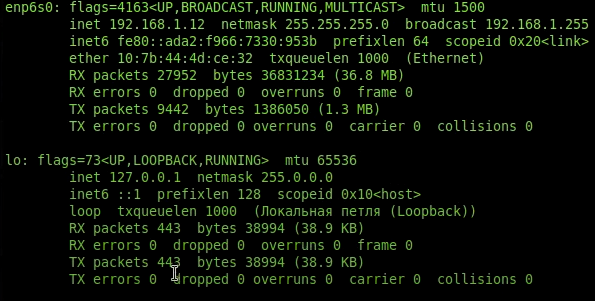 enp6s0: flags=4163<UP,BROADCAST,RUNNING,MULTICAST>  mtu 1500
inet 192.168.1.12  netmask 255.255.255.0  broadcast 192.168.1.255
inet6 fe80::ada2:f966:7330:953b  prefixlen 64  scopeid 0x20<link>
ether 10:7b:44:4d:ce:32  txqueuelen 1000  (Ethernet)
RX packets 27952  bytes 36831234 (36.8 MB)
RX errors 0  dropped 0  overruns 0  frame 0
TX packets 9442  bytes 1386050 (1.3 MB)
TX errors 0  dropped 0 overruns 0  carrier 0  collisions 0
lo: flags=73<UP,LOOPBACK,RUNNING>  mtu 65536
inet 127.0.0.1  netmask 255.0.0.0
inet6 ::1  prefixlen 128  scopeid 0x10<host>
loop  txqueuelen 1000  (Локальная петля (Loopback))
RX packets 443  bytes 38994 (38.9 KB)
RX errors 0  dropped 0  overruns 0  frame 0
TX packets 443  bytes 38994 (38.9 KB)
TX errors 0  dropped 0 overruns 0  carrier 0  collisions 0